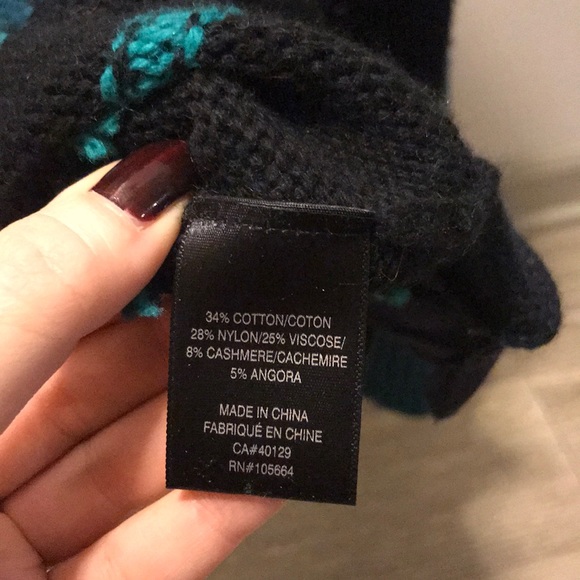 34% COTTON/COTON
28% NYLON/25% VISCOSE/
8% CASHMERE/CACHEMIRE
5% ANGORA
MADE IN CHINA
FABRIQUÉ EN CHINE
CA#40129
RN#105664